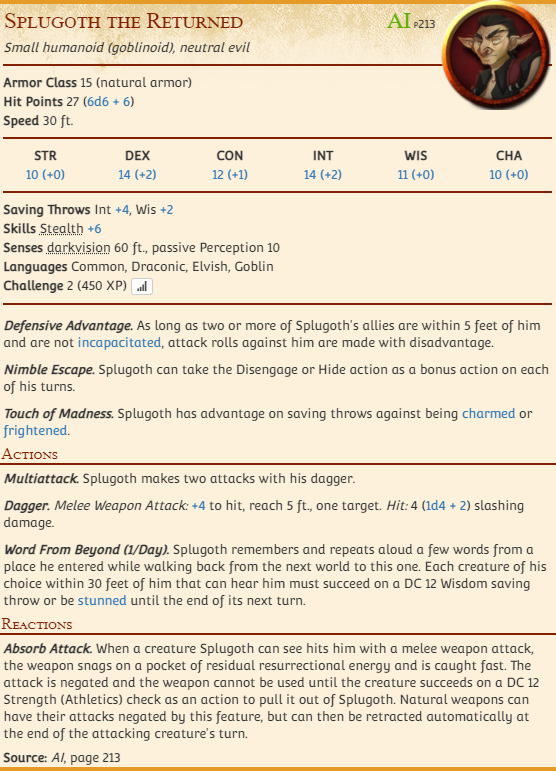 Splugoth the Returned
AI p213
Small humanoid (goblinoid), neutral evil
Armor Class 15 (natural armor)
Hit Points 27 (6d6 + 6)
Speed 30 ft.
STR DEX CON INT WIS CHA
10 (+0) 14 (+2) 12 (+1) 14 (+2) 11 (+0) 10 (+0)
Saving Throws Int +4, Wis +2
Skills Stealth +6
Senses darkvision 60 ft., passive Perception 10
Languages Common, Draconic, Elvish, Goblin
Challenge 2 (450 XP)
Defensive Advantage. As long as two or more of Splugoth's allies are within 5 feet of him
and are not incapacitated, attack rolls against him are made with disadvantage.
Nimble Escape. Splugoth can take the Disengage or Hide action as a bonus action on each
of his turns.
Touch of Madness. Splugoth has advantage on saving throws against being charmed or
frightened.
Actions
Multiattack. Splugoth makes two attacks with his dagger.
Dagger. Melee Weapon Attack: +4 to hit, reach 5 ft., one target. Hit: 4 (1d4 + 2) slashing
damage.
Word From Beyond (1/Day). Splugoth remembers and repeats aloud a few words from a
place he entered while walking back from the next world to this one. Each creature of his
choice within 30 feet of him that can hear him must succeed on a DC 12 Wisdom saving
throw or be stunned until the end of its next turn.
Reactions
Absorb Attack. When a creature Splugoth can see hits him with a melee weapon attack,
the weapon snags on a pocket of residual resurrectional energy and is caught fast. The
attack is negated and the weapon cannot be used until the creature succeeds on a DC 12
Strength (Athletics) check as an action to pull it out of Splugoth. Natural weapons can
have their attacks negated by this feature, but can then be retracted automatically at
the end of the attacking creature's turn.
Source: AI, page 213